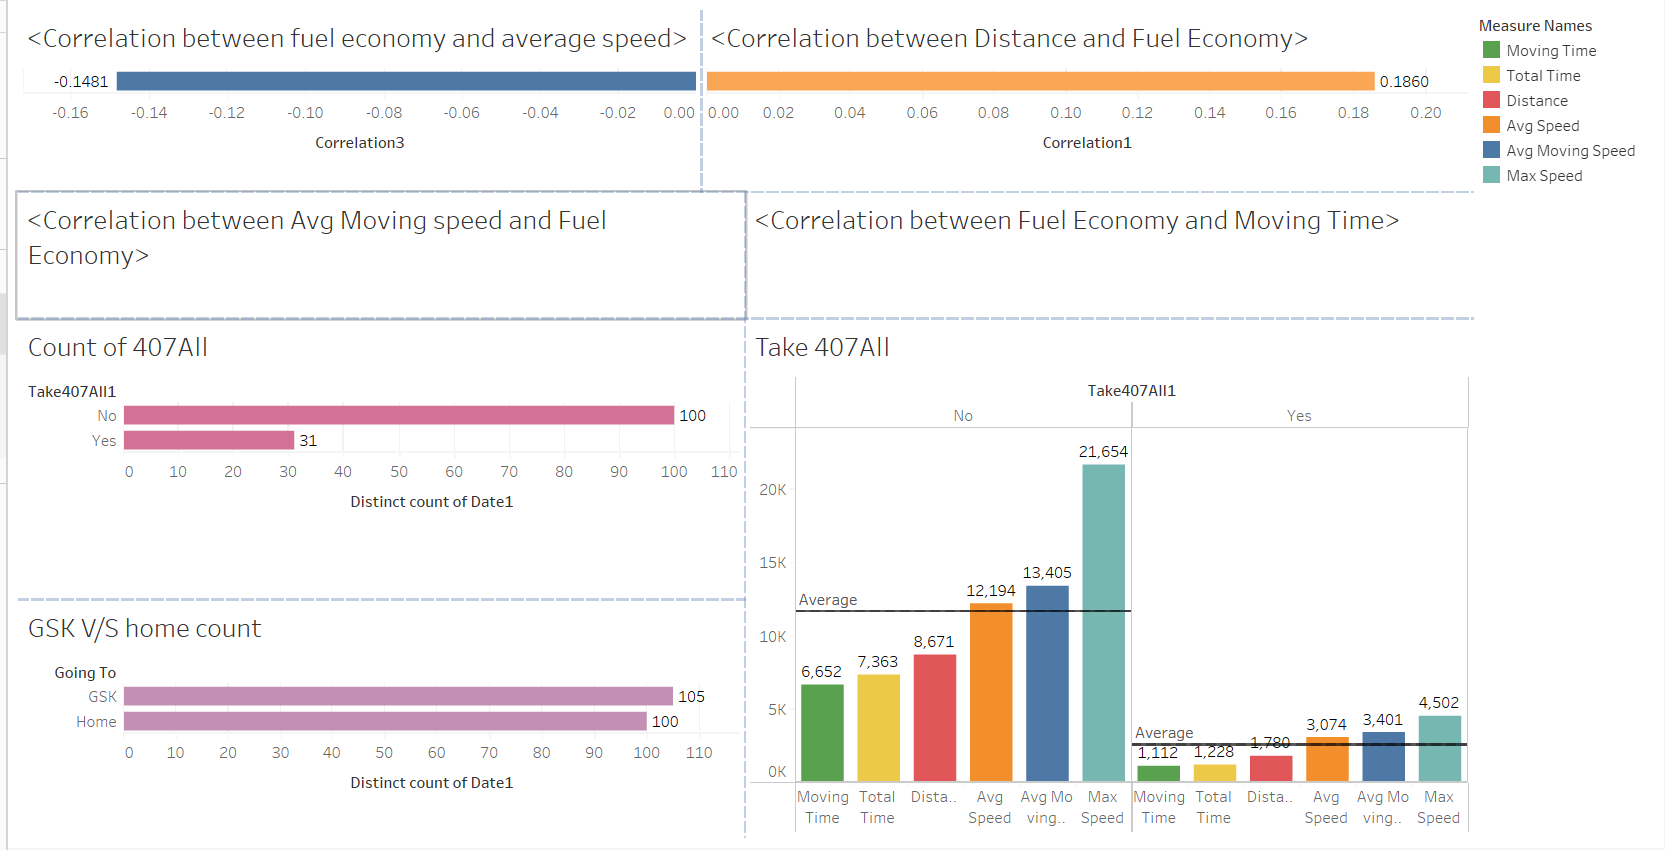 <Correlation between fuel economy and average speed>
-0.1481
-0.16 -0.14 -0.12 -0.10 -0.08 -0.06 -0.04 -0.02 0.00
Correlation3
<Correlation between Distance and Fuel Economy>
0.1860
0.00 0.02 0.04 0.06 0.08 0.10 0.12 0.14 0.16 0.18 0.20
Correlation1
Measure Names
Moving Time
Total Time
Distance
Avg Speed
Avg Moving Speed
Max Speed
<Correlation between Avg Moving speed and Fuel
Economy>
<Correlation between Fuel Economy and Moving Time>
Count of 407All
Take407All1
No 100
Yes 31
0 10 20 30 40 50 60 70 80 90 100 110
Distinct count of Date1
GSK V/S home count
Going To
GSK 105
Home 100
0 10 20 30 40 50 60 70 80 90 100 110
Distinct count of Date1
Take 407All
Take407All1
No Yes
20K
15K
10K
5K
0K
Average
6,652 7,363 8,671 12,194 13,405 21,654
Average
1,112 1,228 1,780 3,074 3,401 4,502
Moving Total Dista.. Avg Avg Mo Max Moving Total Dista.. Avg Avg Mo Max
Time Time Speed ving.. Speed Time Time Speed ving.. Speed